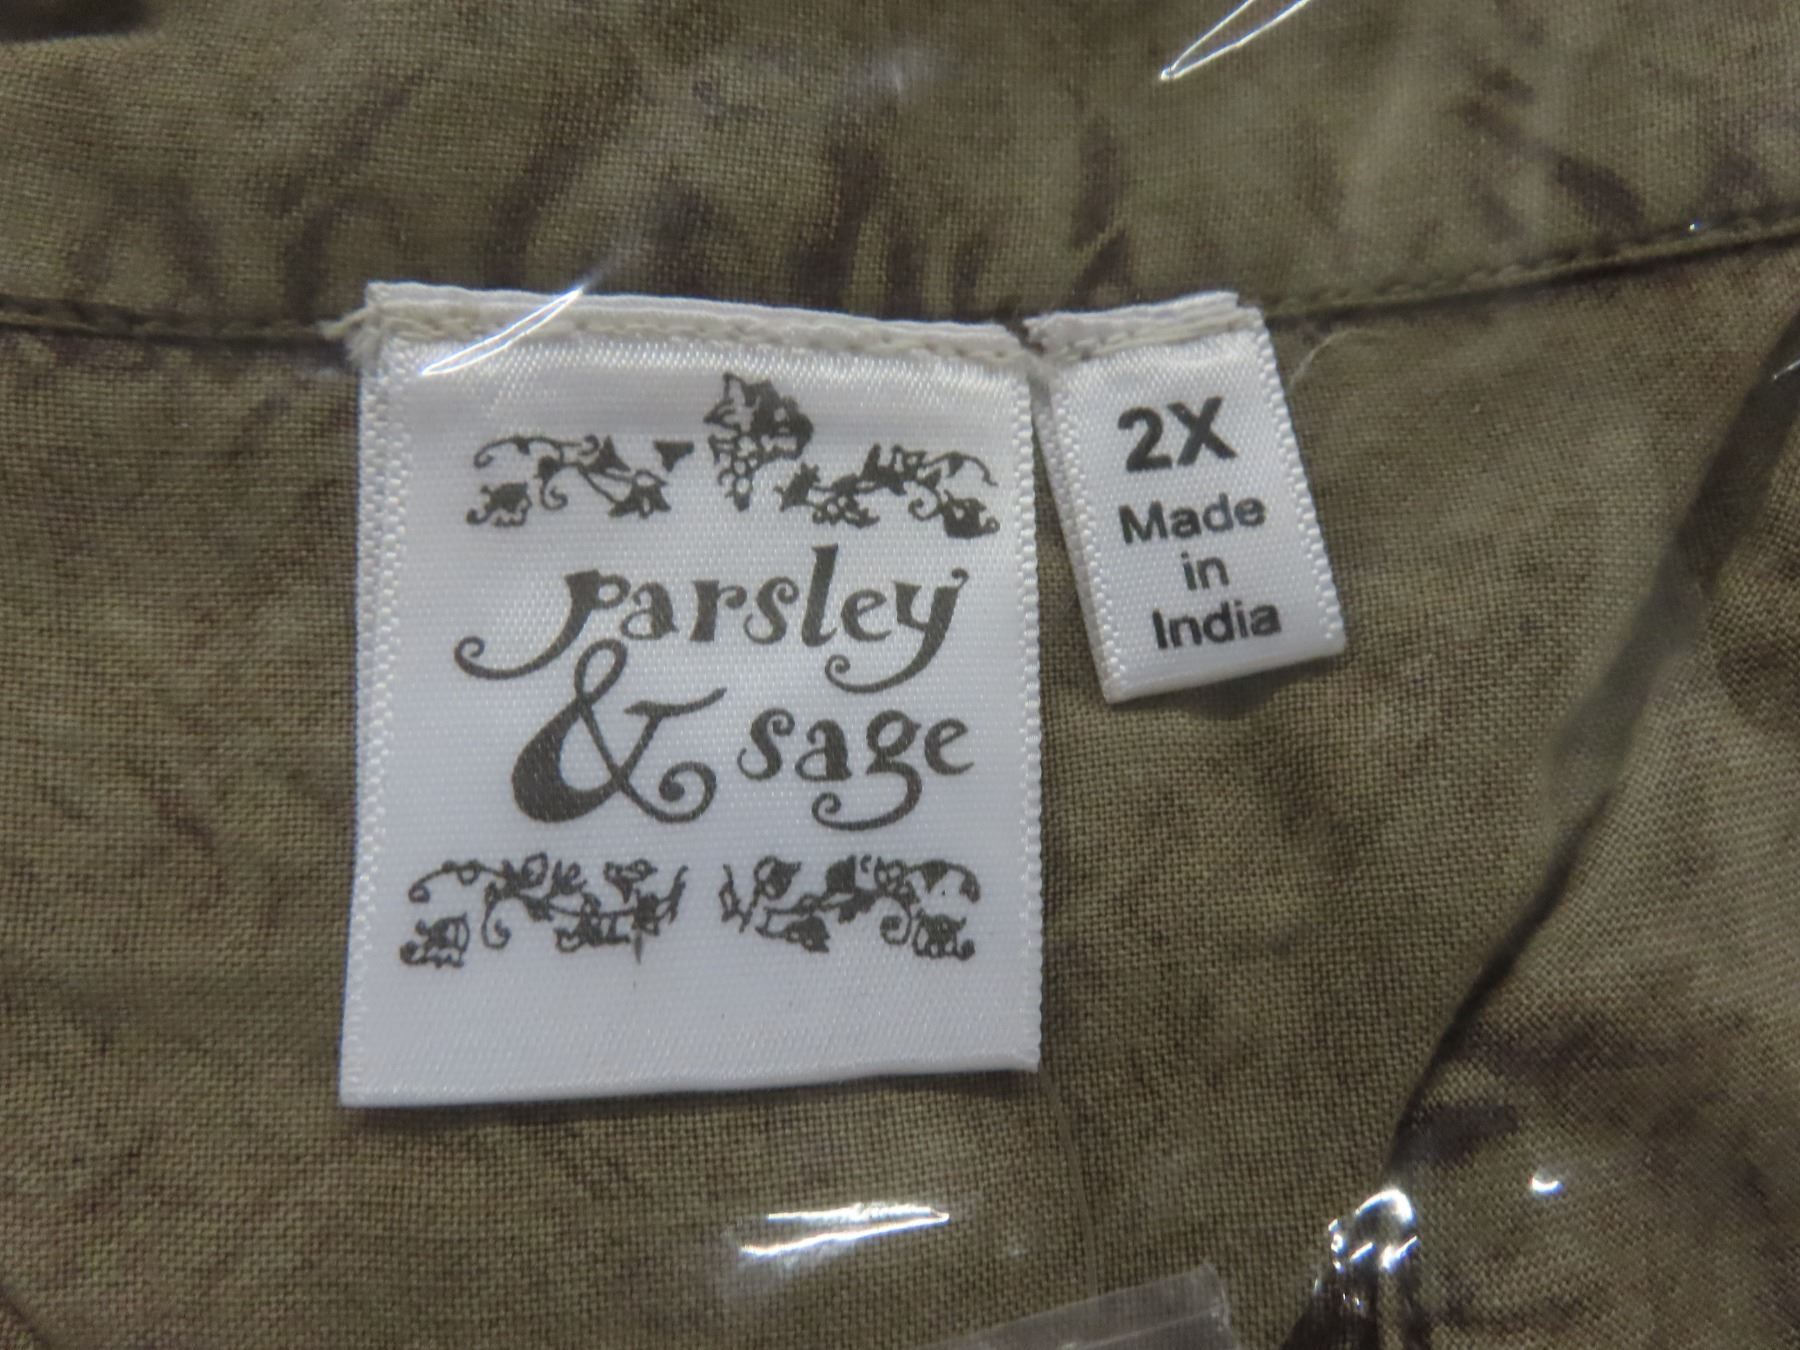 parsley
& sage
2X
Made
in
India